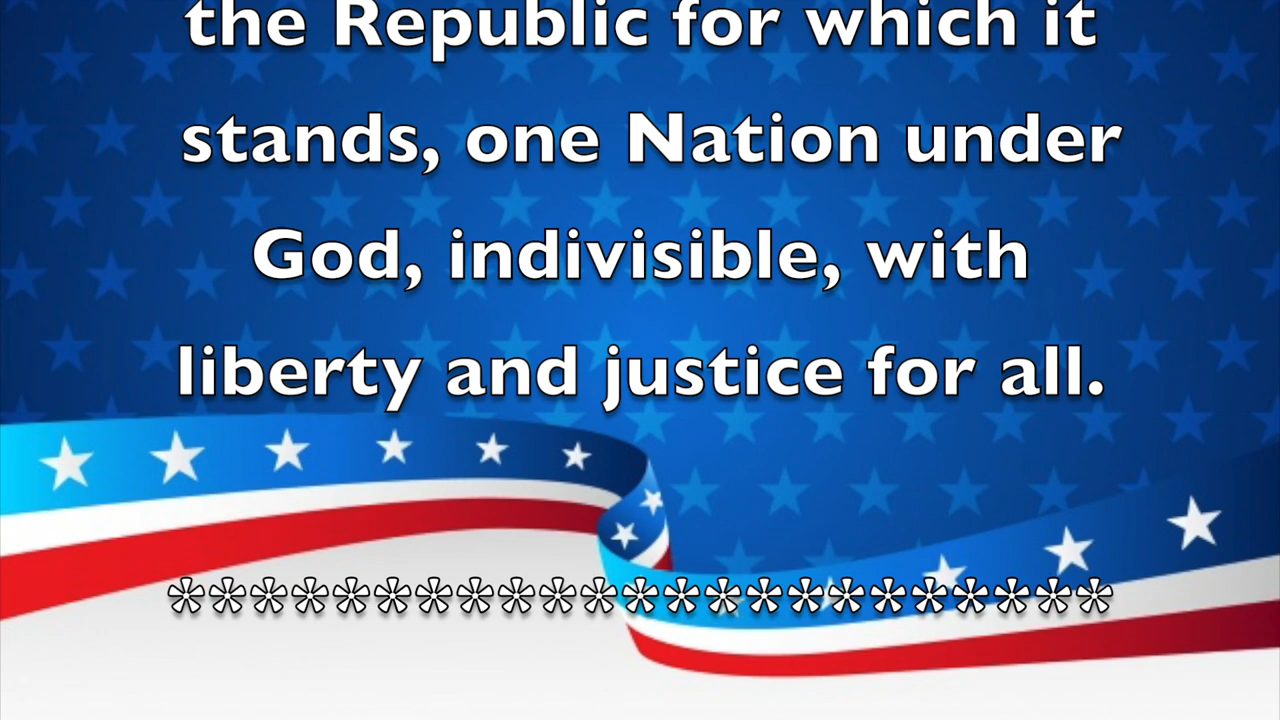 the Republic for which it
stands, one Nation under
God, indivisible, with
liberty and justice for all.
***********************